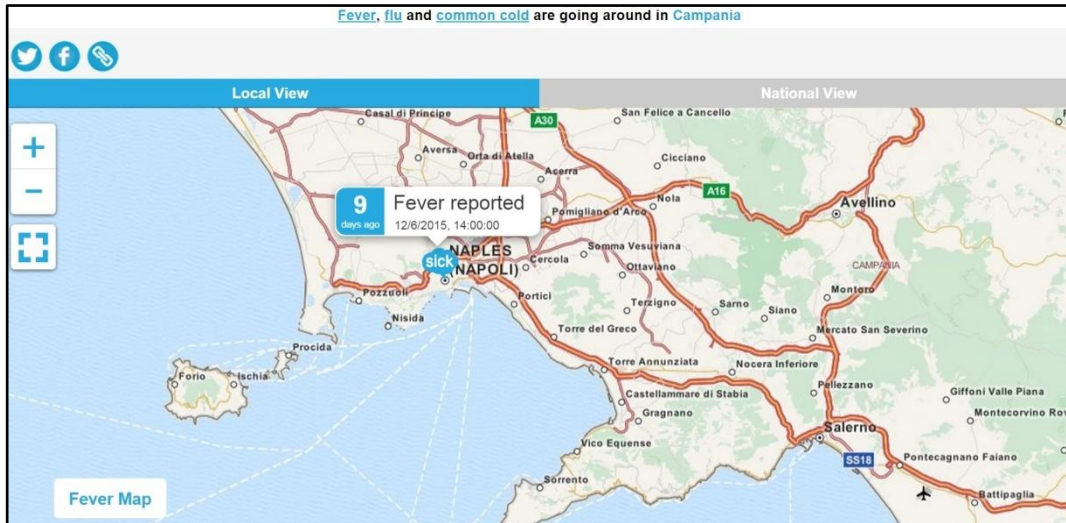 Fever, flu and common cold are going around in Campania
Local View
National View
Casal di Principe
A30
San Felice a Cancello
Aversa
Orta di Atella
Cicciano
Acerra
A16
Nola
Avellino
9
days ago
Fever reported
12/6/2015, 14:00:00
Pomigliano d'Arco
sick
NAPLES
(NAPOLI)
Cercola
Somma Vesuviana
Ottaviano
CAMPANIA
Pozzuoli
Portici
Terzigno
Sarno
Siano
Montoro
Nisida
Torre del Greco
Mercato San Severino
Procida
Forio
Ischia
Torre Annunziata
Nocera Inferiore
Pellezzano
Giffoni Valle Piana
Castellammare di Stabia
Gragnano
Montecorvino Rov
Salerno
Vico Equense
SS18
Pontecagnano Faiano
Sorrento
Battipaglia
Fever Map